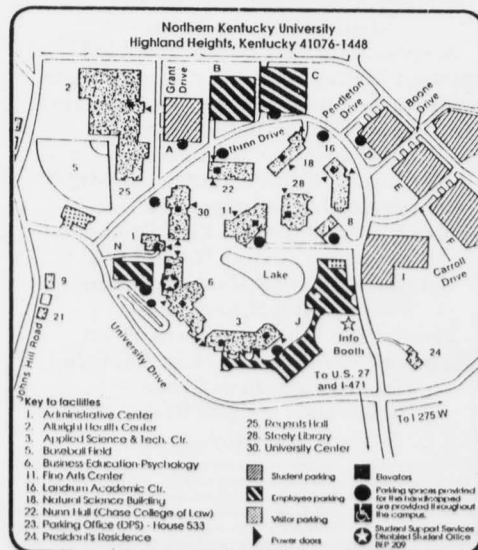 Northern Kentucky University
Highland Heights, Kentucky 41076-1448
2
Grant Drive
B
C
Pendleton Drive
Boone Drive
Nunn Drive
A
16
D
18
5
22
28
E
25
30
11
8
F
N
1
I
Carroll Drive
Lake
6
9
21
3
J
Info Booth
24
Johns Hill Road
University Drive
To U.S. 27
and I-471
To I 275 W
Key to facilities
1. Administrative Center
2. Albright Health Center
3. Applied Science & Tech. Ctr.
5. Baseball Field
6. Business Education-Psychology
11. Fine Arts Center
16. Landrum Academic Ctr.
18. Natural Science Building
22. Nunn Hall (Chase College of Law)
23. Parking Office (DPS) - House 533
24. President's Residence
25. Regents Hall
28. Steely Library
30. University Center
Student parking
Employee parking
Visitor parking
Power doors
Elevators
Parking spaces provided
for the handicapped
are provided throughout
the campus.
Student Support Services
Disabled Student Office
BEP 209